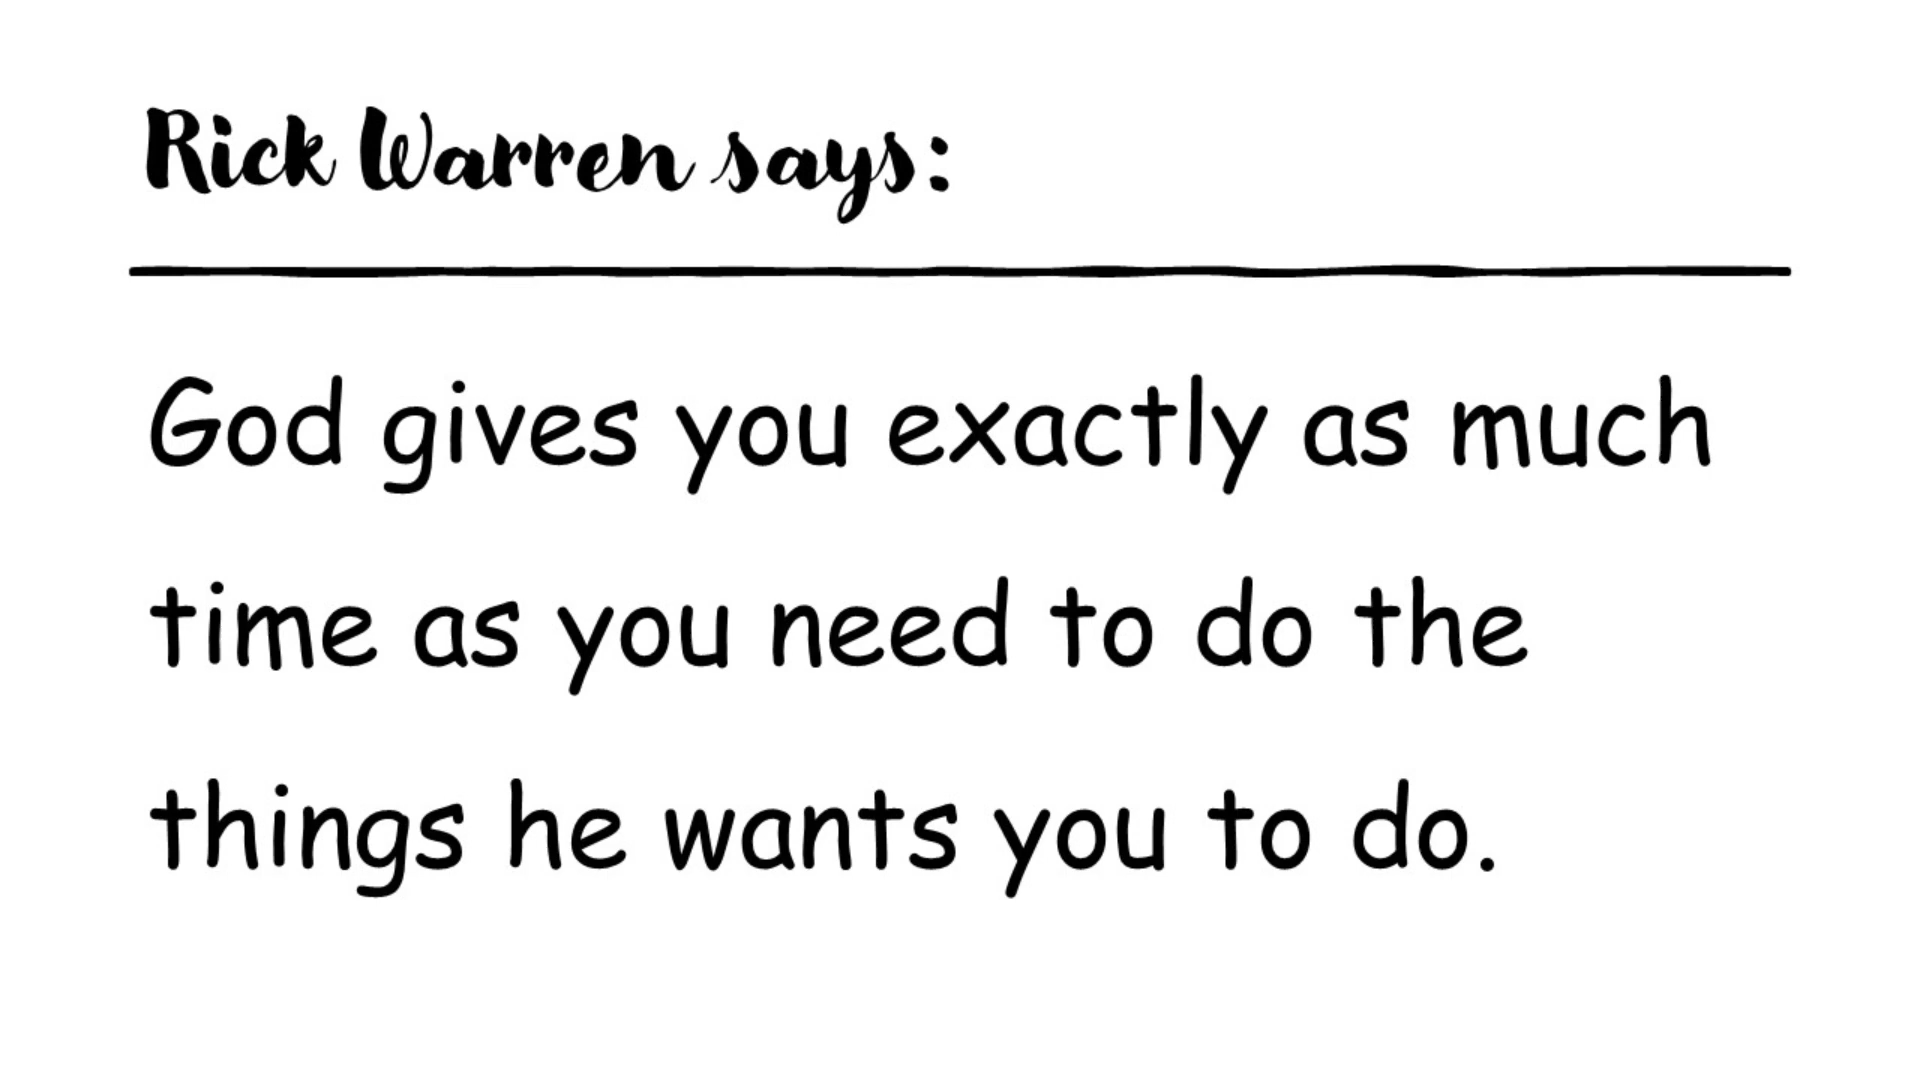 Rick Warren says:
God gives you exactly as much
time as you need to do the
things he wants you to do.